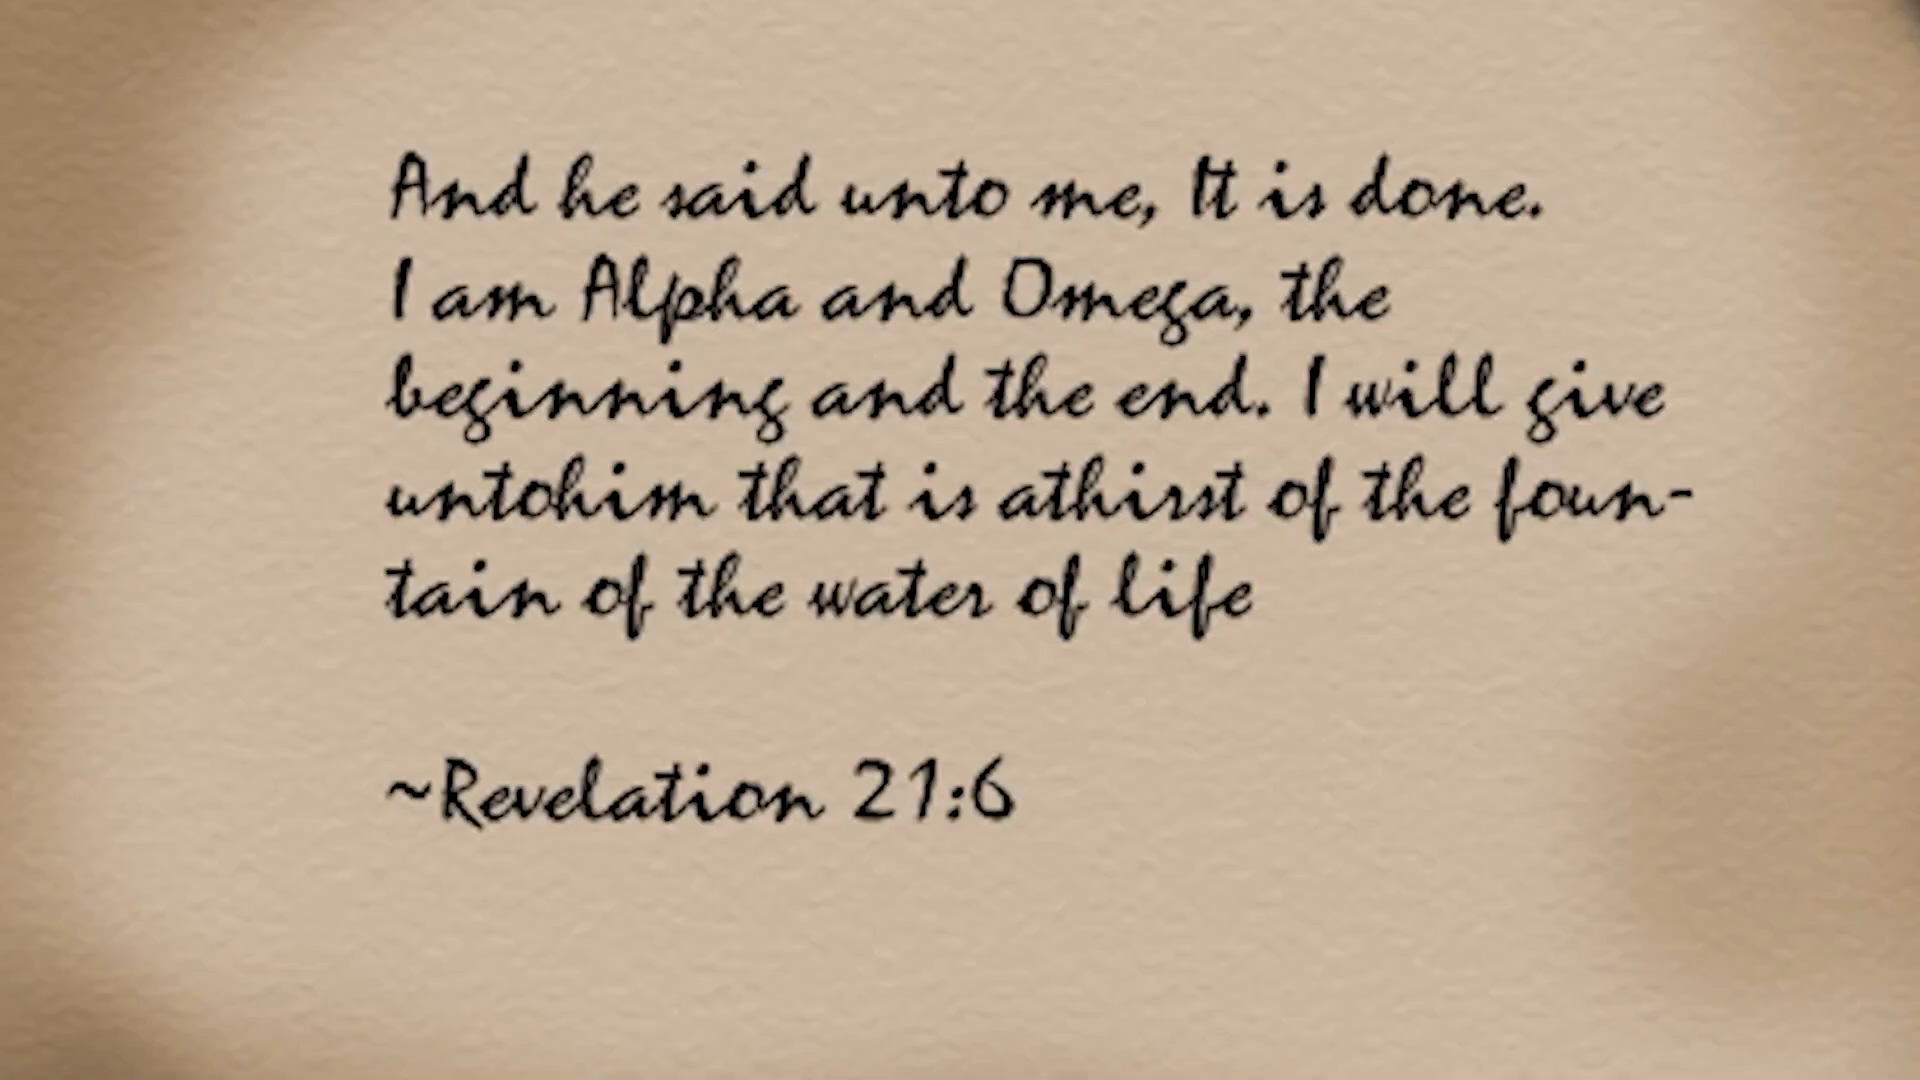 And he said unto me, It is done.
I am Alpha and Omega, the
beginning and the end. I will give
untohim that is athirst of the foun-
tain of the water of life
~Revelation 21:6